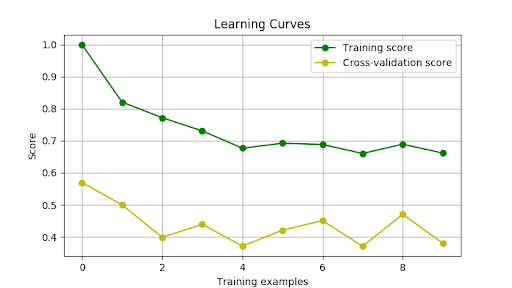 Learning Curves
Training score
Cross-validation score
1.0
0.9
0.8
0.7
0.6
0.5
0.4
Score
0 2 4 6 8
Training examples